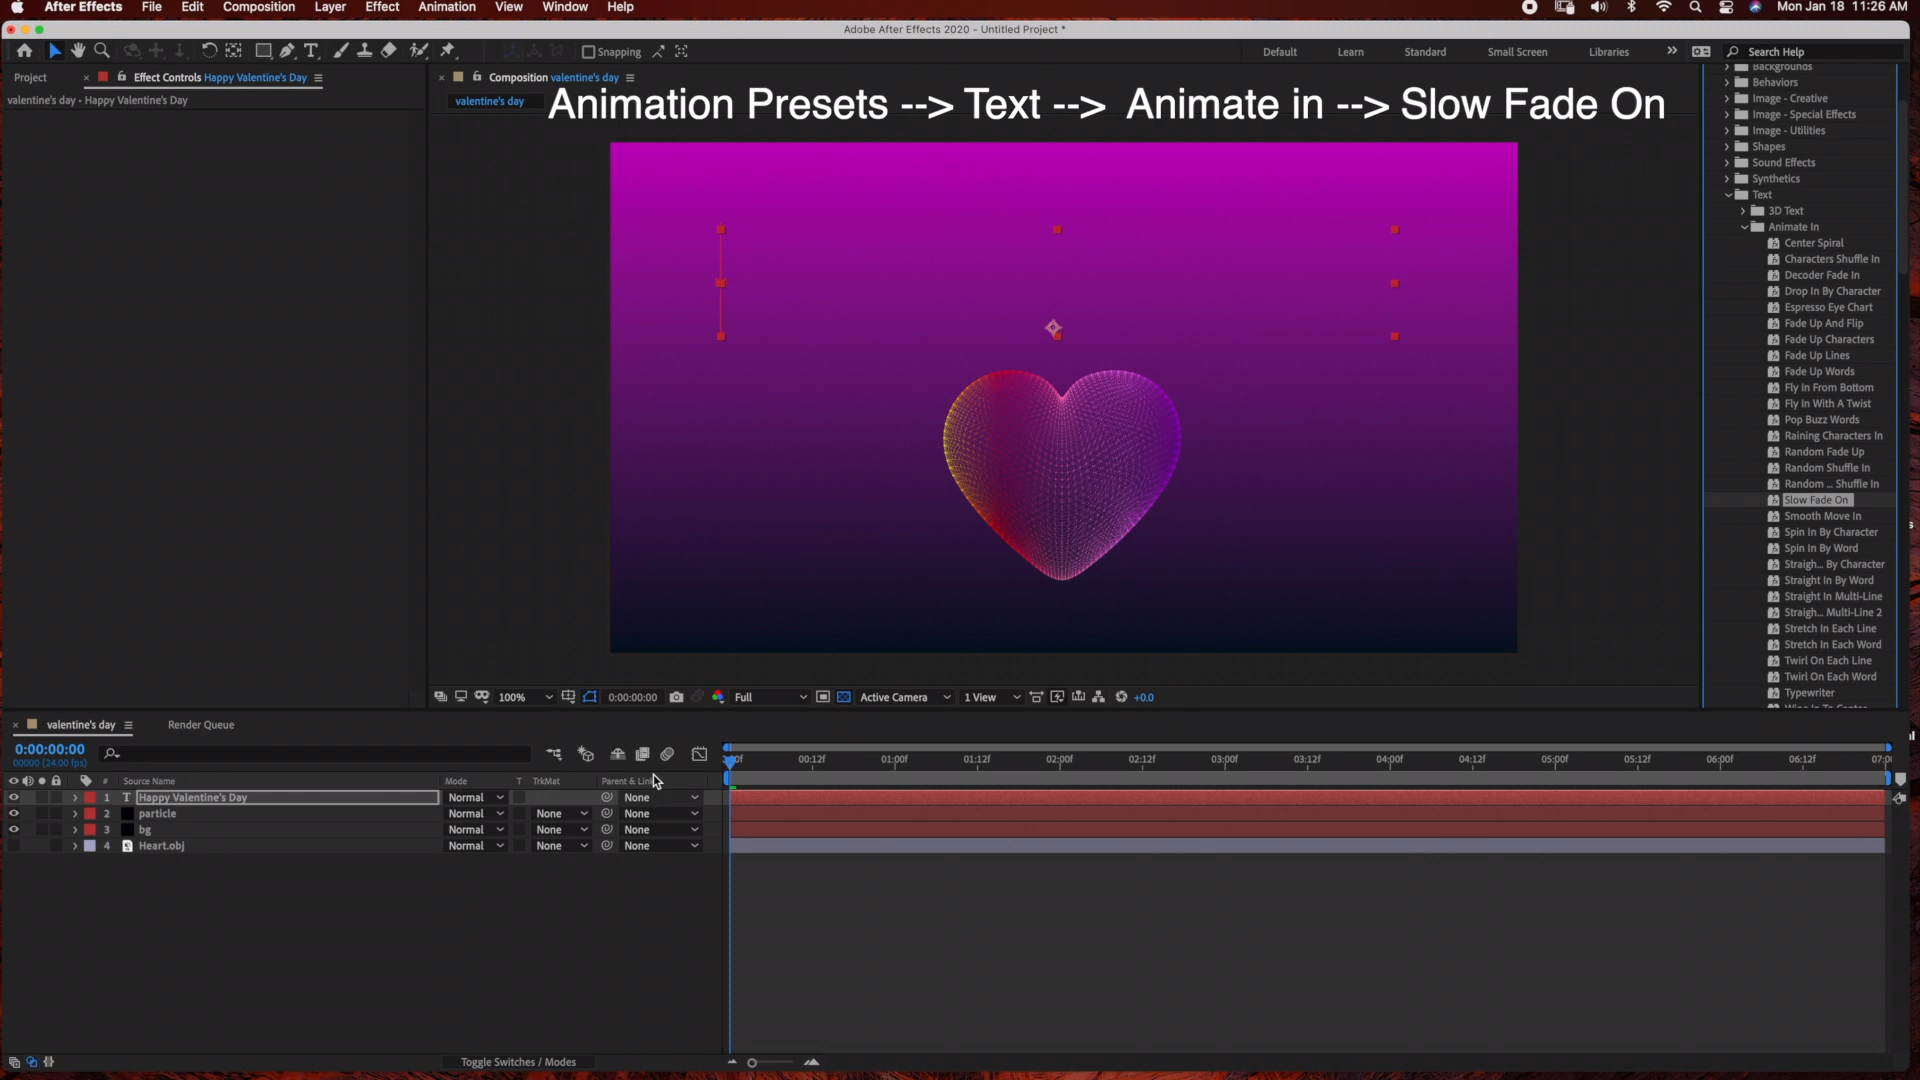 After Effects File Edit Composition Layer Effect Animation View Window Help Mon Jan 18 11:26 AM
Adobe After Effects 2020 - Untitled Project *
Snapping Default Learn Standard Small Screen Libraries Search Help
Project Effect Controls Happy Valentine's Day Composition valentine's day
valentine's day • Happy Valentine's Day
valentine's day
Animation Presets --> Text --> Animate in --> Slow Fade On
Backgrounds
Behaviors
Image - Creative
Image - Special Effects
Image - Utilities
Shapes
Sound Effects
Synthetics
Text
3D Text
Animate In
Center Spiral
Characters Shuffle In
Decoder Fade In
Drop In By Character
Espresso Eye Chart
Fade Up And Flip
Fade Up Characters
Fade Up Lines
Fade Up Words
Fly In From Bottom
Fly In With A Twist
Pop Buzz Words
Raining Characters In
Random Fade Up
Random Shuffle In
Random ... Shuffle In
Slow Fade On
Smooth Move In
Spin In By Character
Spin In By Word
Straigh... By Character
Straight In By Word
Straight In Multi-Line
Straigh... Multi-Line 2
Stretch In Each Line
Stretch In Each Word
Twirl On Each Line
Twirl On Each Word
Typewriter
100% 0:00:00:00 Full Active Camera 1 View +0.0
valentine's day Render Queue
0:00:00:00
00000 (24.00 fps)
00:12f 01:00f 01:12f 02:00f 02:12f 03:00f 03:12f 04:00f 04:12f 05:00f 05:12f 06:00f 06:12f 07:0
# Source Name Mode T TrkMat Parent & Link
1 T Happy Valentine's Day Normal None
2 particle Normal None None
3 bg Normal None None
4 Heart.obj Normal None None
Toggle Switches / Modes